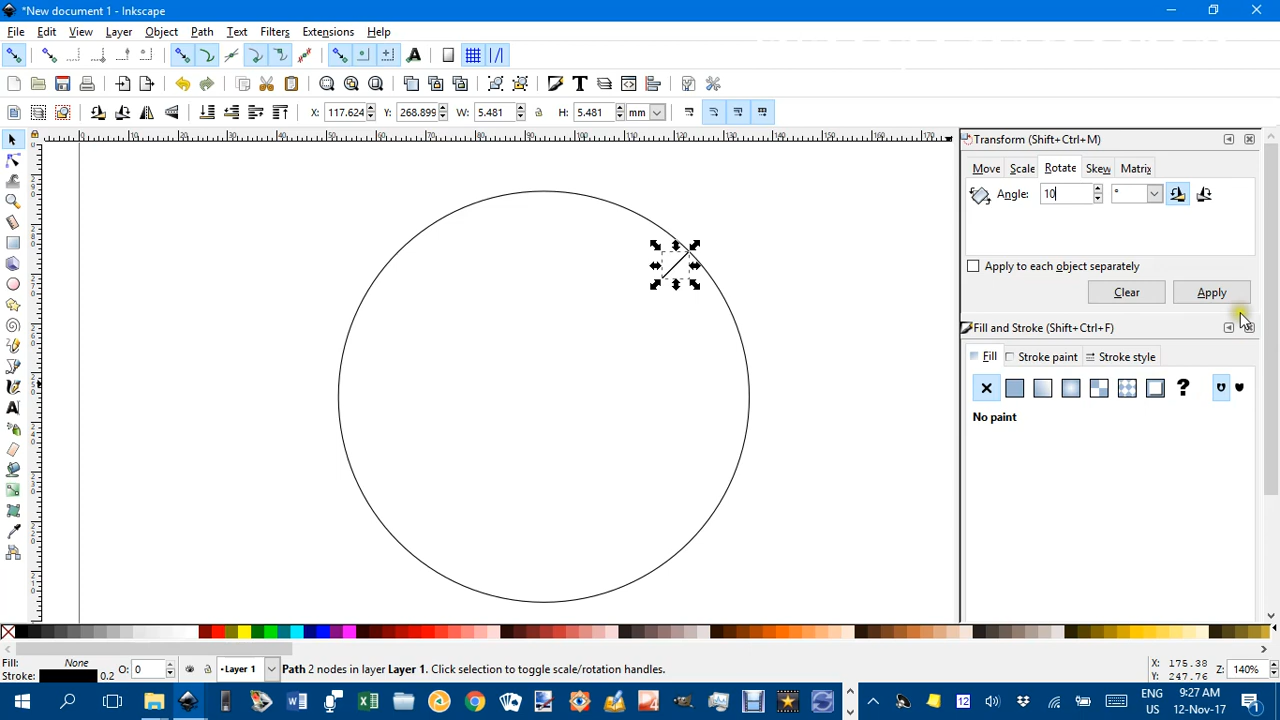 *New document 1 - Inkscape
File Edit View Layer Object Path Text Filters Extensions Help
X: 117.624 Y: 268.899 W: 5.481 H: 5.481 mm
Transform (Shift+Ctrl+M)
Move Scale Rotate Skew Matrix
Angle: 10 °
Apply to each object separately
Clear Apply
Fill and Stroke (Shift+Ctrl+F)
Fill Stroke paint Stroke style
No paint
Fill: None
Stroke: 0.2
O: 0
Layer 1
Path 2 nodes in layer Layer 1. Click selection to toggle scale/rotation handles.
X: 175.38
Y: 247.76
Z: 140%
ENG
US
9:27 AM
12-Nov-17
12
1